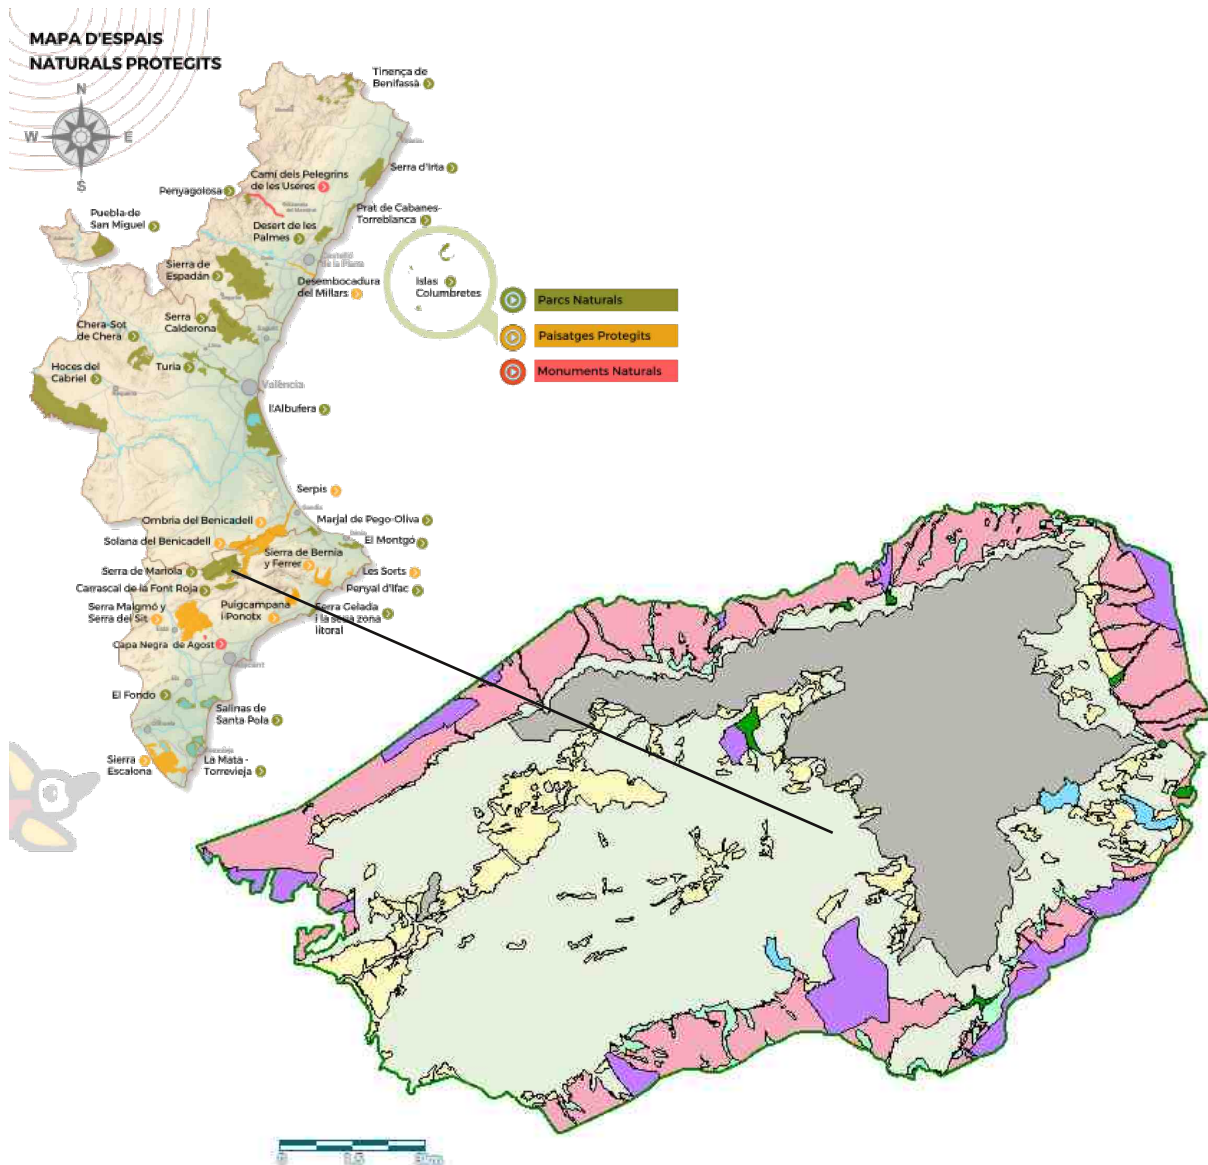 MAPA D'ESPAIS
NATURALS PROTEGITS
N
W
E
S
Tinença de
Benifassà
Serra d'Irta
Camí dels Pelegrins
de les Useres
Penyagolosa
Prat de Cabanes-
Torreblanca
Puebla de
San Miguel
Desert de les
Palmes
Castelló
de la Plana
Sierra de
Espadán
Desembocadura
del Millars
Islas
Columbretes
Parcs Naturals
Paisatges Protegits
Monuments Naturals
Serra
Calderona
Chera-Sot
de Chera
Hoces del
Cabriel
Turia
València
l'Albufera
Serpis
Ombria del Benicadell
Marjal de Pego-Oliva
Solana del Benicadell
El Montgó
Sierra de Bernia
y Ferrer
Serra de Mariola
Les Sorts
Carrascal de la Font Roja
Penyal d'Ifac
Serra Maigmó y
Serra del Sit
Puigcampana
i Ponotx
Serra Gelada
i la seua zona
litoral
Capa Negra de Agost
El Fondo
Salinas de
Santa Pola
Sierra
Escalona
La Mata -
Torrevieja